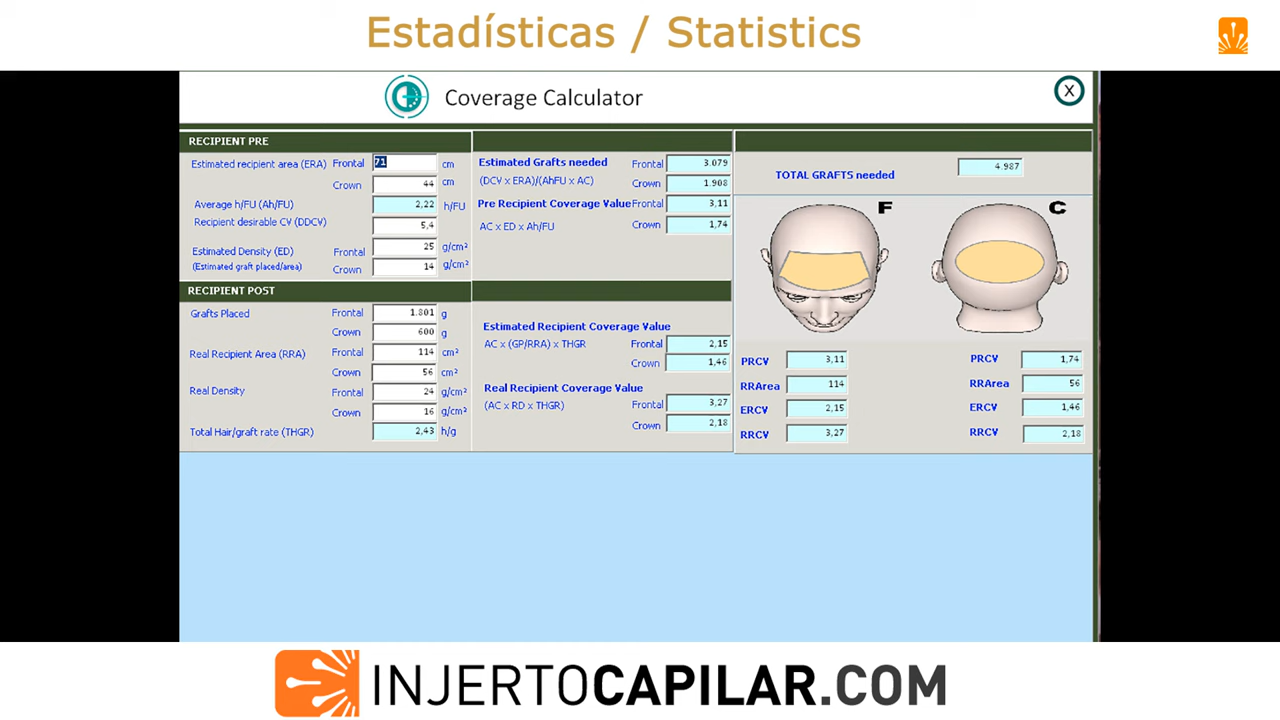 Estadísticas / Statistics
Coverage Calculator
X
RECIPIENT PRE
Estimated recipient area (ERA) Frontal 71 cm
Crown 44 cm
Average h/FU (Ah/FU) 2,22 h/FU
Recipient desirable CV (DDCV) 5,4
Estimated Density (ED) Frontal 25 g/cm²
(Estimated graft placed/area) Crown 14 g/cm²
Estimated Grafts needed Frontal 3.079
(DCV x ERA)/(AhFU x AC) Crown 1.908
Pre Recipient Coverage Value Frontal 3,11
AC x ED x Ah/FU Crown 1,74
TOTAL GRAFTS needed 4.987
F C
RECIPIENT POST
Grafts Placed Frontal 1.801 g
Crown 600 g
Real Recipient Area (RRA) Frontal 114 cm²
Crown 56 cm²
Real Density Frontal 24 g/cm²
Crown 16 g/cm²
Total Hair/graft rate (THGR) 2,43 h/g
Estimated Recipient Coverage Value
AC x (GP/RRA) x THGR Frontal 2,15
Crown 1,46
Real Recipient Coverage Value
(AC x RD x THGR) Frontal 3,27
Crown 2,18
PRCV 3,11 PRCV 1,74
RRArea 114 RRArea 56
ERCV 2,15 ERCV 1,46
RRCV 3,27 RRCV 2,18
INJERTOCAPILAR.COM